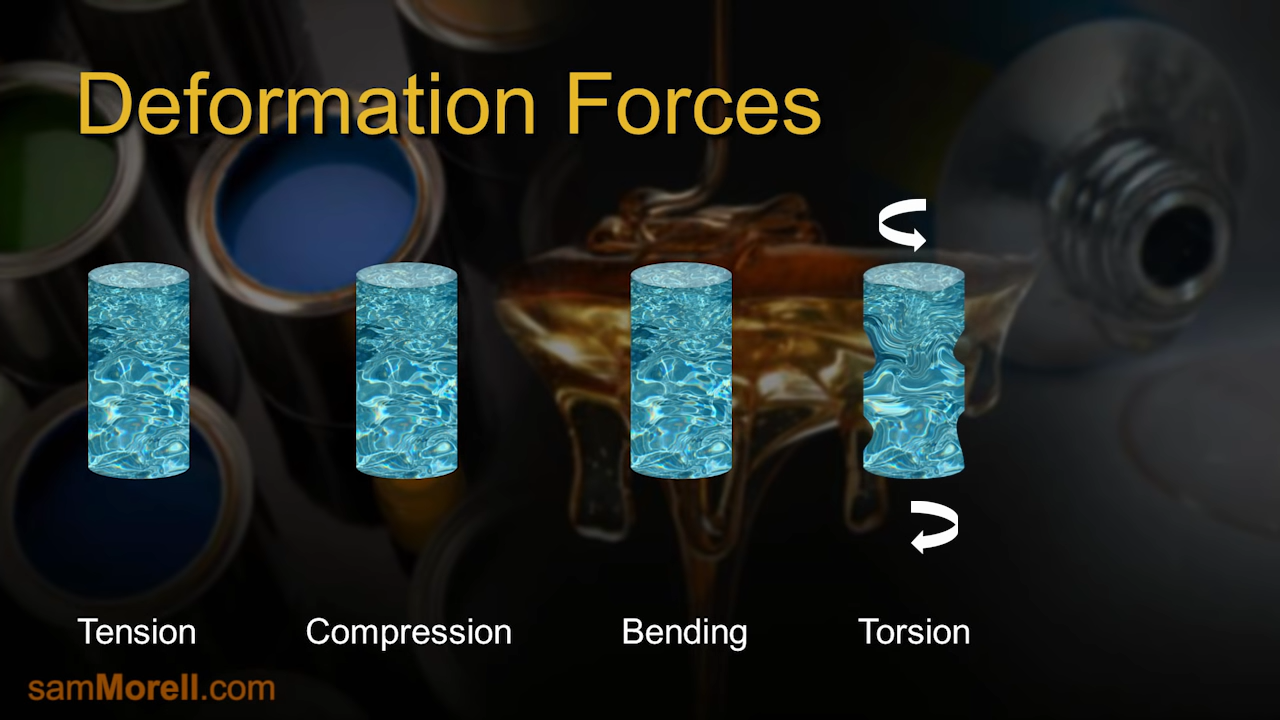 Deformation Forces
Tension
Compression
Bending
Torsion
samMorell.com